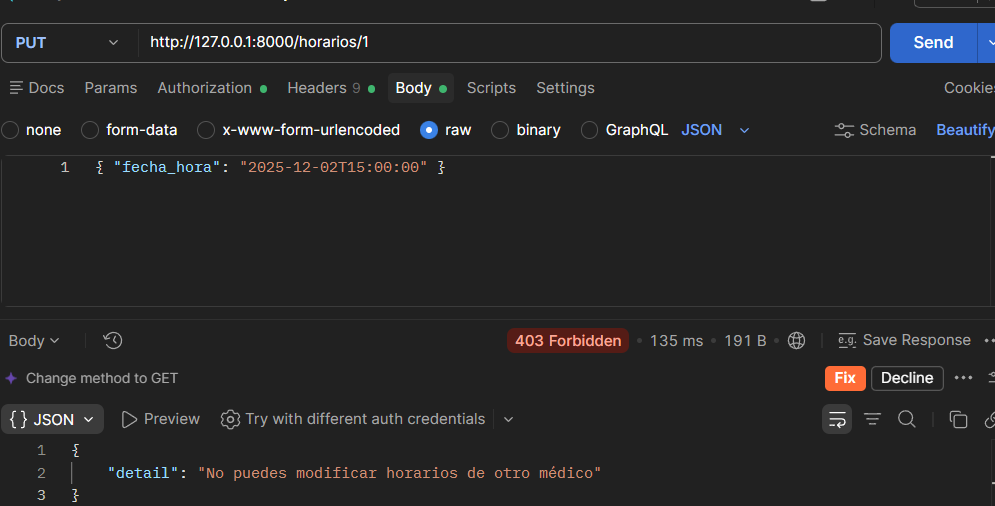 PUT http://127.0.0.1:8000/horarios/1 Send
Docs Params Authorization Headers 9 Body Scripts Settings Cookies
none form-data x-www-form-urlencoded raw binary GraphQL JSON Schema Beautify
1 { "fecha_hora": "2025-12-02T15:00:00" }
Body 403 Forbidden • 135 ms • 191 B • e.g. Save Response
Change method to GET Fix Decline
{} JSON Preview Try with different auth credentials
1 {
2 "detail": "No puedes modificar horarios de otro médico"
3 }